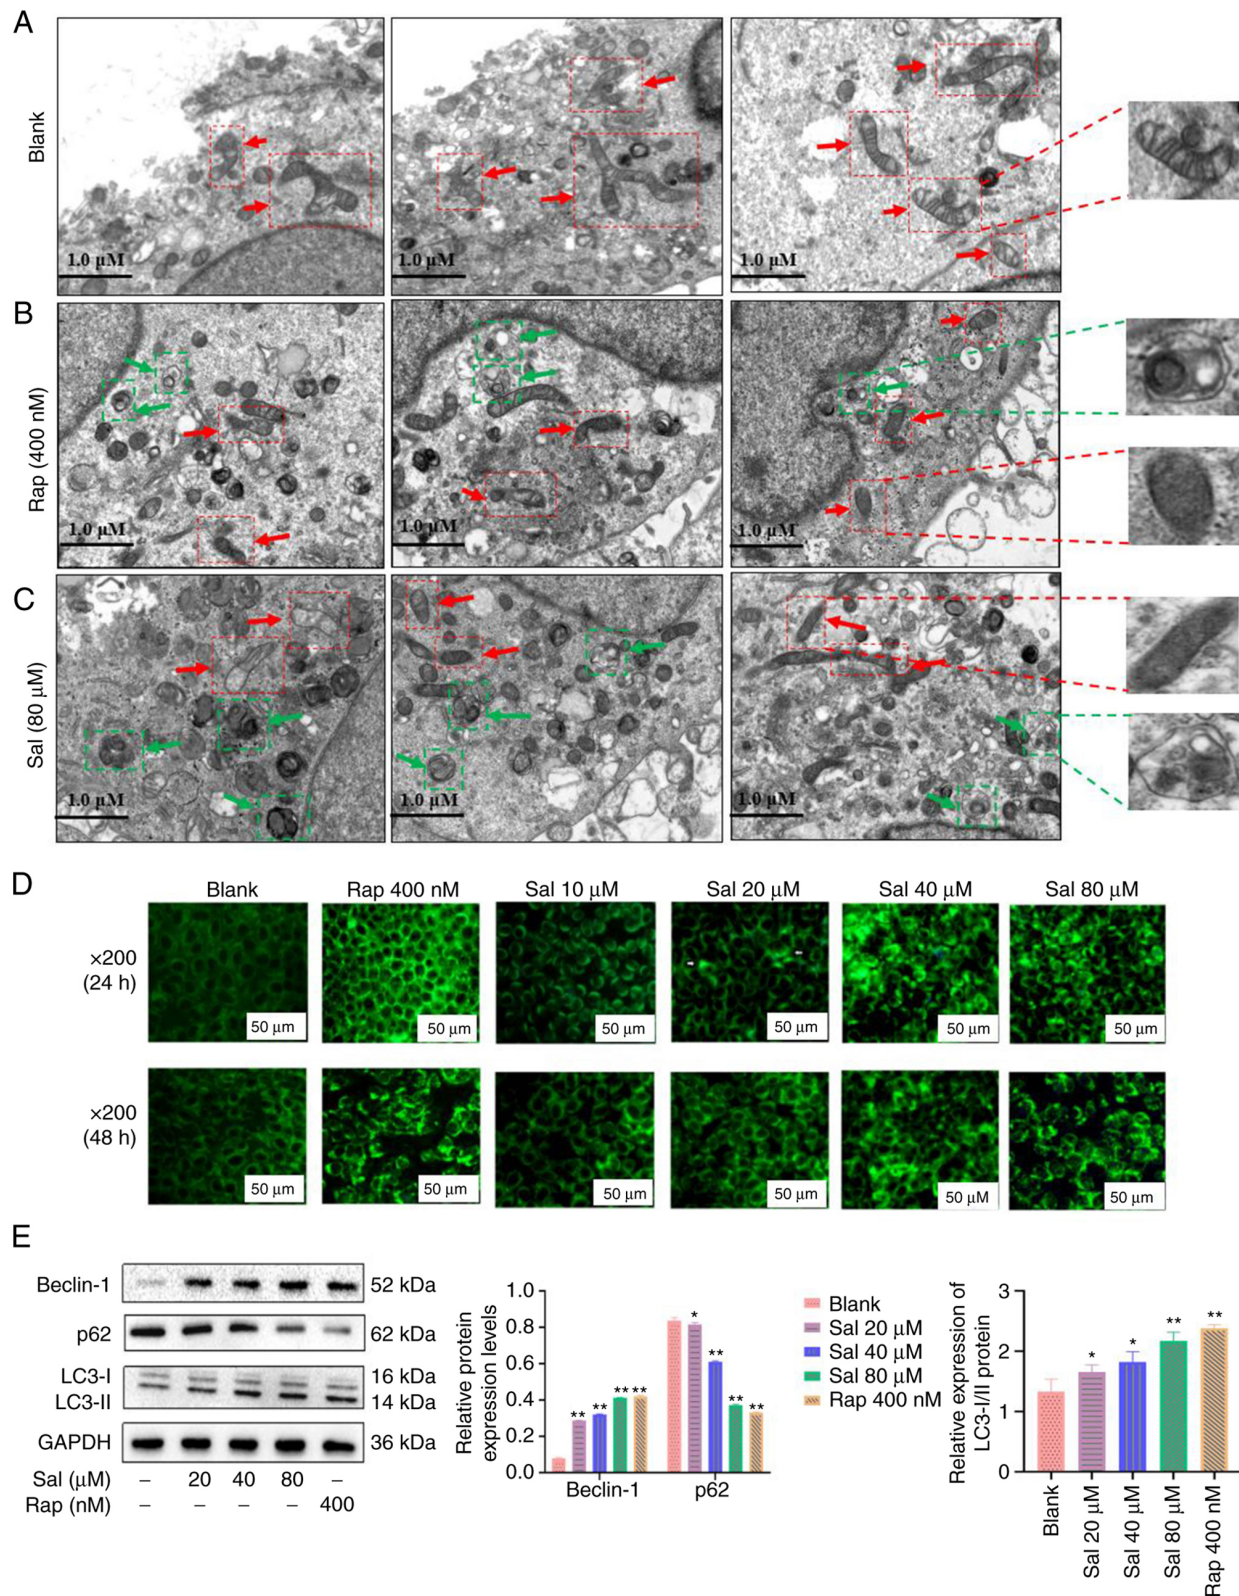 A
Blank
1.0 μM
1.0 μM
1.0 μM
B
Rap (400 nM)
1.0 μM
1.0 μM
1.0 μM
C
Sal (80 μM)
1.0 μM
1.0 μM
1.0 μM
D
Blank
Rap 400 nM
Sal 10 μM
Sal 20 μM
Sal 40 μM
Sal 80 μM
×200
(24 h)
50 μm
50 μm
50 μm
50 μm
50 μm
50 μm
×200
(48 h)
50 μm
50 μm
50 μm
50 μm
50 μM
50 μm
E
Beclin-1
52 kDa
p62
62 kDa
LC3-I
16 kDa
LC3-II
14 kDa
GAPDH
36 kDa
Sal (μM)
– 20 40 80 –
Rap (nM)
– – – – 400
Relative protein
expression levels
1.0
0.8
0.6
0.4
0.2
0.0
** ** ** **
* ** ** **
Beclin-1
p62
Blank
Sal 20 μM
Sal 40 μM
Sal 80 μM
Rap 400 nM
Relative expression of
LC3-I/II protein
3
2
1
0
* * ** **
Blank
Sal 20 μM
Sal 40 μM
Sal 80 μM
Rap 400 nM